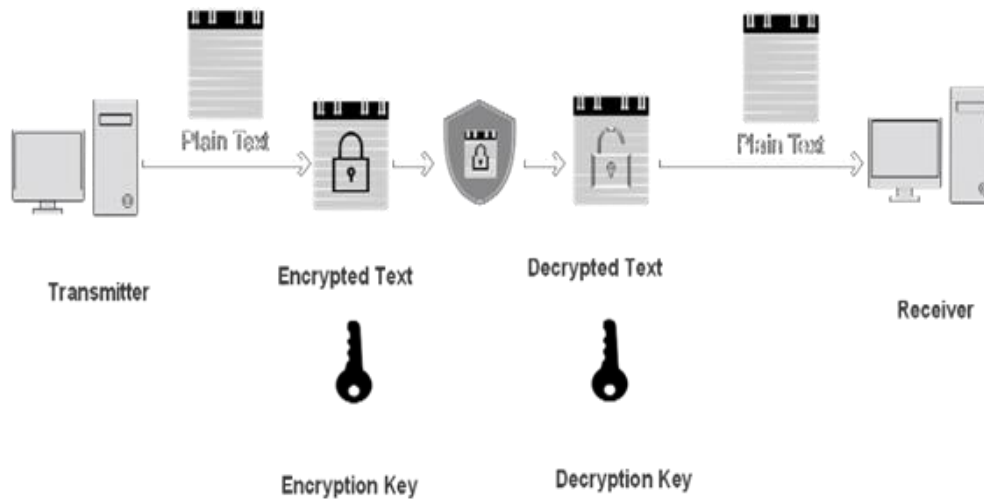 Plain Text
Plain Text
Transmitter
Encrypted Text
Decrypted Text
Receiver
Encryption Key
Decryption Key